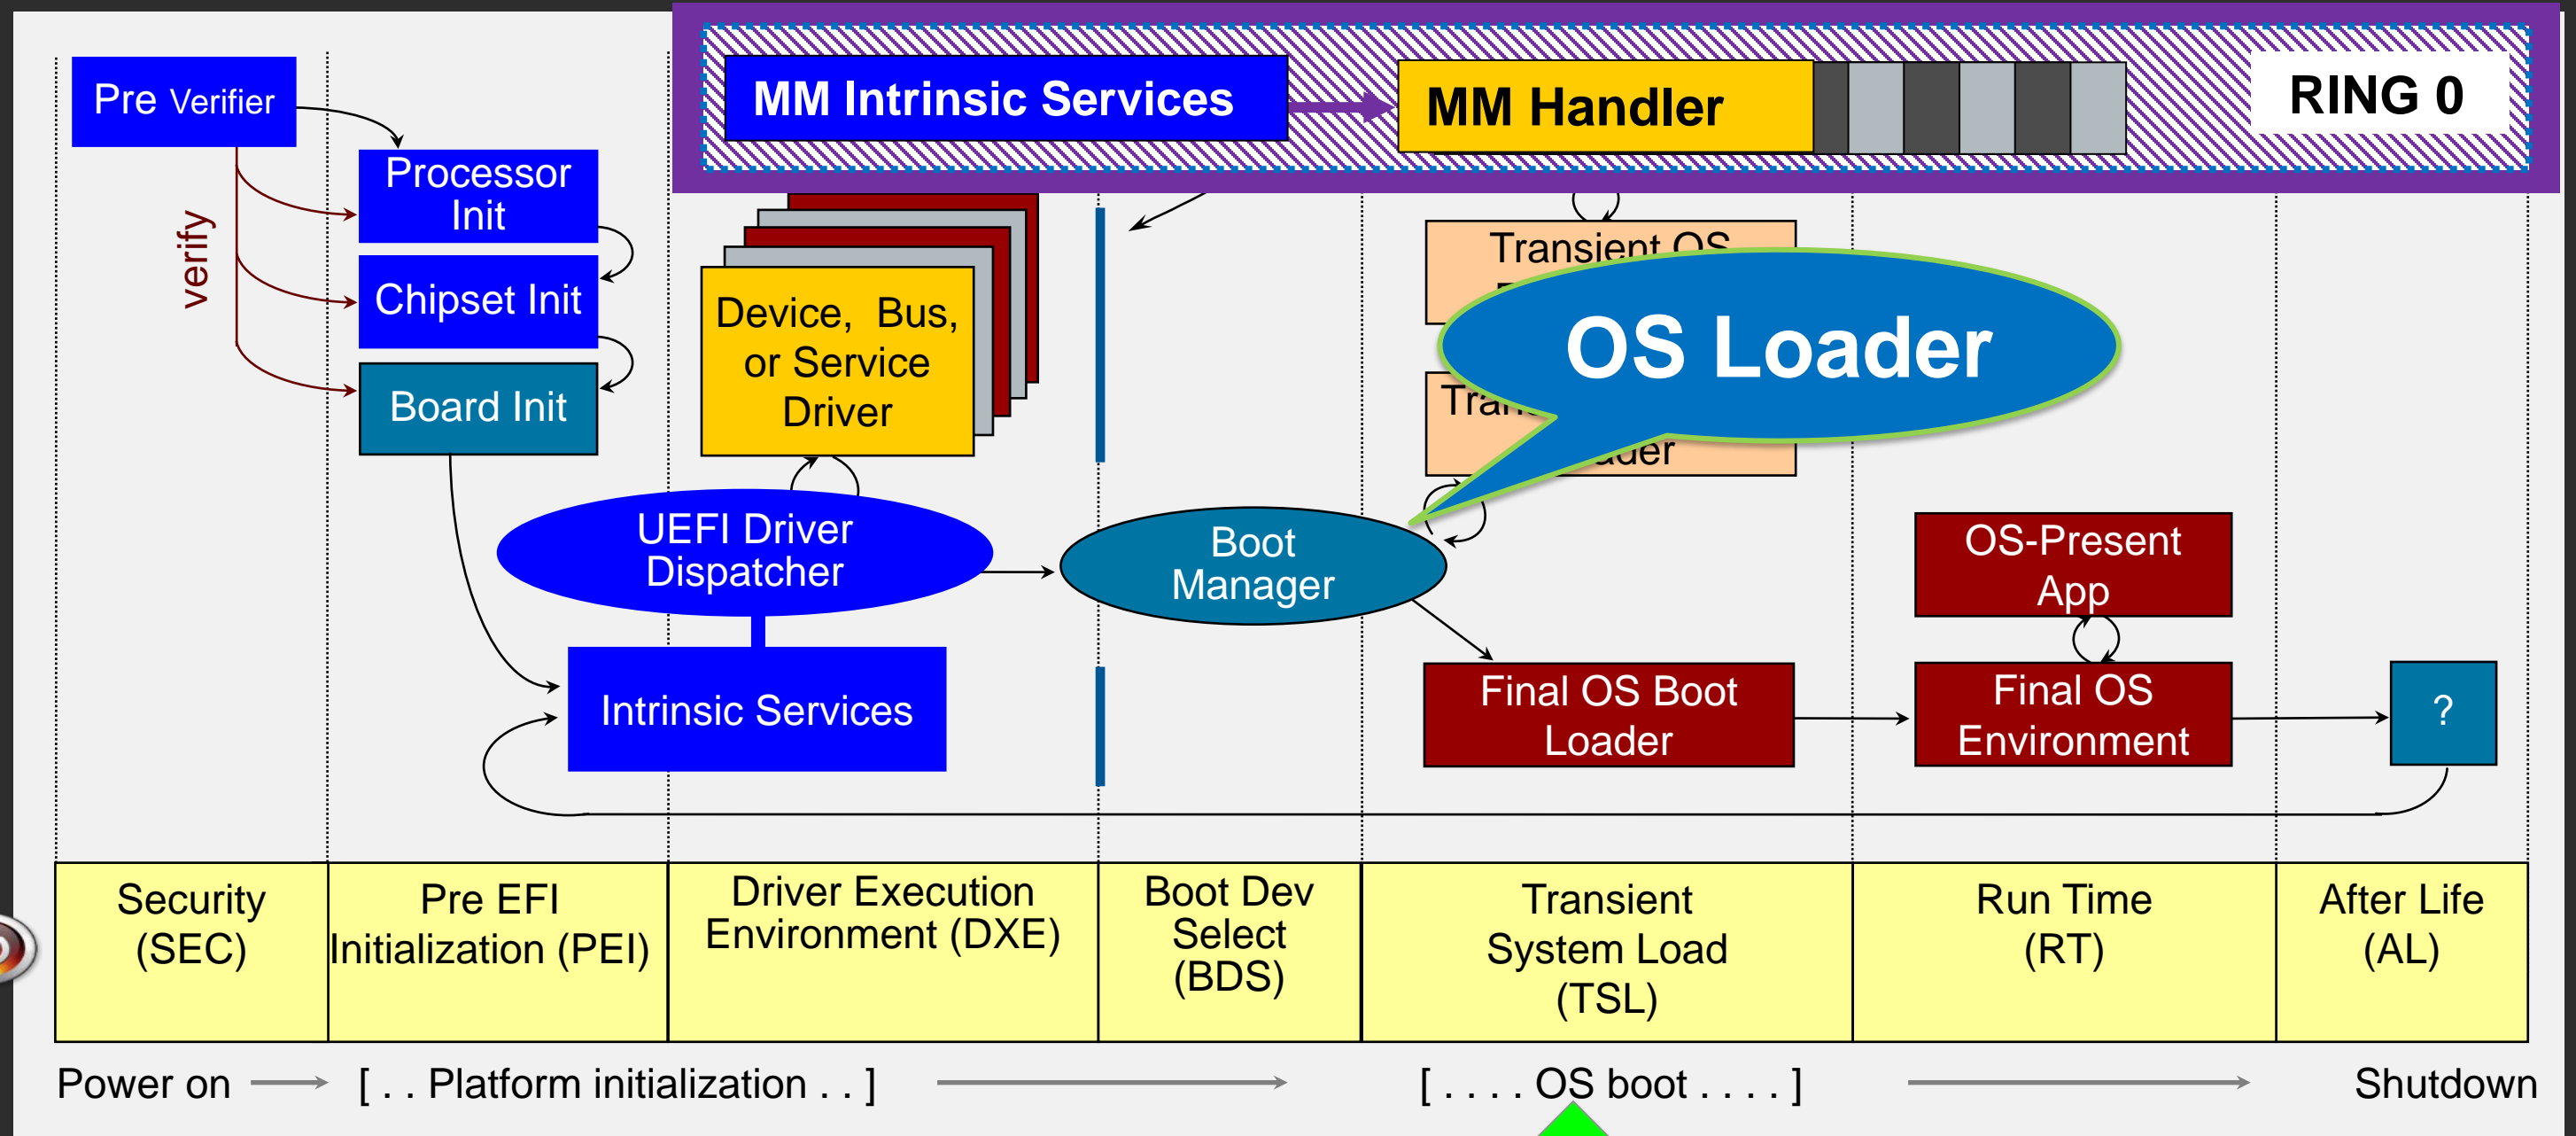 MM Intrinsic Services
MM Handler
RING 0
Pre Verifier
verify
Processor
Init
Chipset Init
Board Init
Device, Bus,
or Service
Driver
UEFI Driver
Dispatcher
Intrinsic Services
Boot
Manager
Transient OS
OS Loader
Final OS Boot
Loader
OS-Present
App
Final OS
Environment
?
Security
(SEC)
Pre EFI
Initialization (PEI)
Driver Execution
Environment (DXE)
Boot Dev
Select
(BDS)
Transient
System Load
(TSL)
Run Time
(RT)
After Life
(AL)
Power on
[ . . Platform initialization . . ]
[ . . . . OS boot . . . . ]
Shutdown